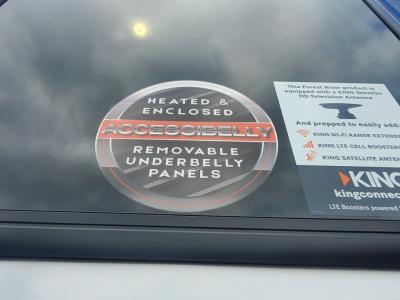 HEATED &
ENCLOSED
ACCESSIBELLY
REMOVABLE
UNDERBELLY
PANELS
This Forest River product is
equipped with a KING OmniGo
HD Television Antenna
And prepped to easily add
KING Wi-Fi RANGE EXTENDE
KING LTE CELL BOOSTER
KING SATELLITE ANTEN
KING
kingconnec
LTE Boosters powered